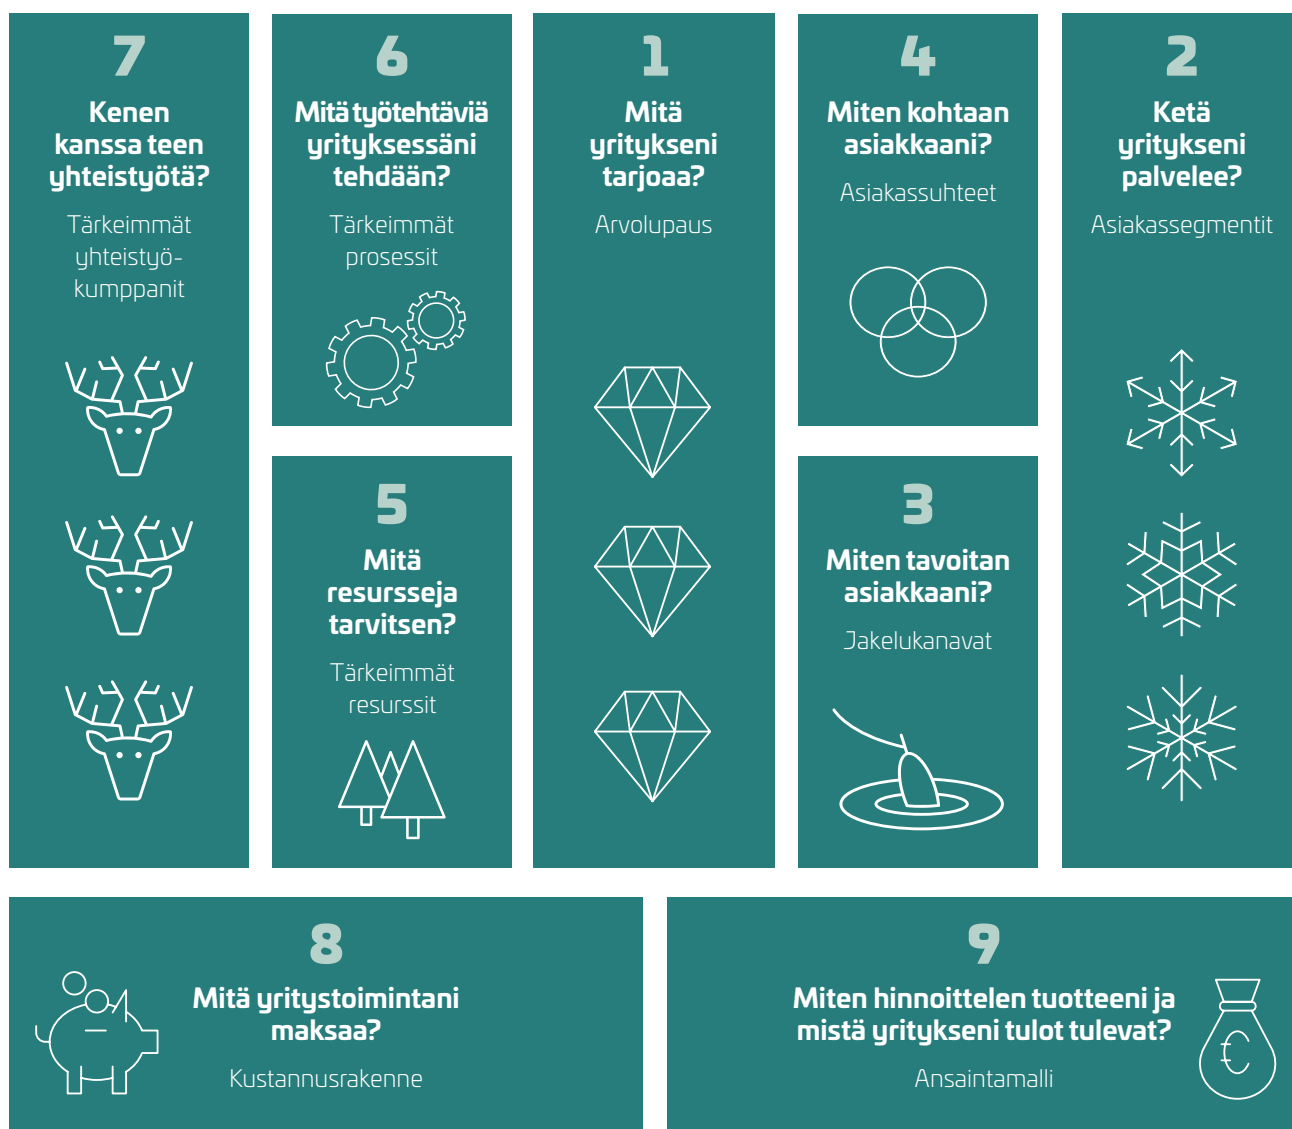 7
Kenen
kanssa teen
yhteistyötä?
Tärkeimmät
yhteistyö-
kumppanit
6
Mitä työtehtäviä
yrityksessäni
tehdään?
Tärkeimmät
prosessit
5
Mitä
resursseja
tarvitsen?
Tärkeimmät
resurssit
1
Mitä
yritykseni
tarjoaa?
Arvolupaus
4
Miten kohtaan
asiakkaani?
Asiakassuhteet
3
Miten tavoitan
asiakkaani?
Jakelukanavat
2
Ketä
yritykseni
palvelee?
Asiakassegmentit
8
Mitä yritystoimintani
maksaa?
Kustannusrakenne
9
Miten hinnoittelen tuotteeni ja
mistä yritykseni tulot tulevat?
Ansaintamalli
€